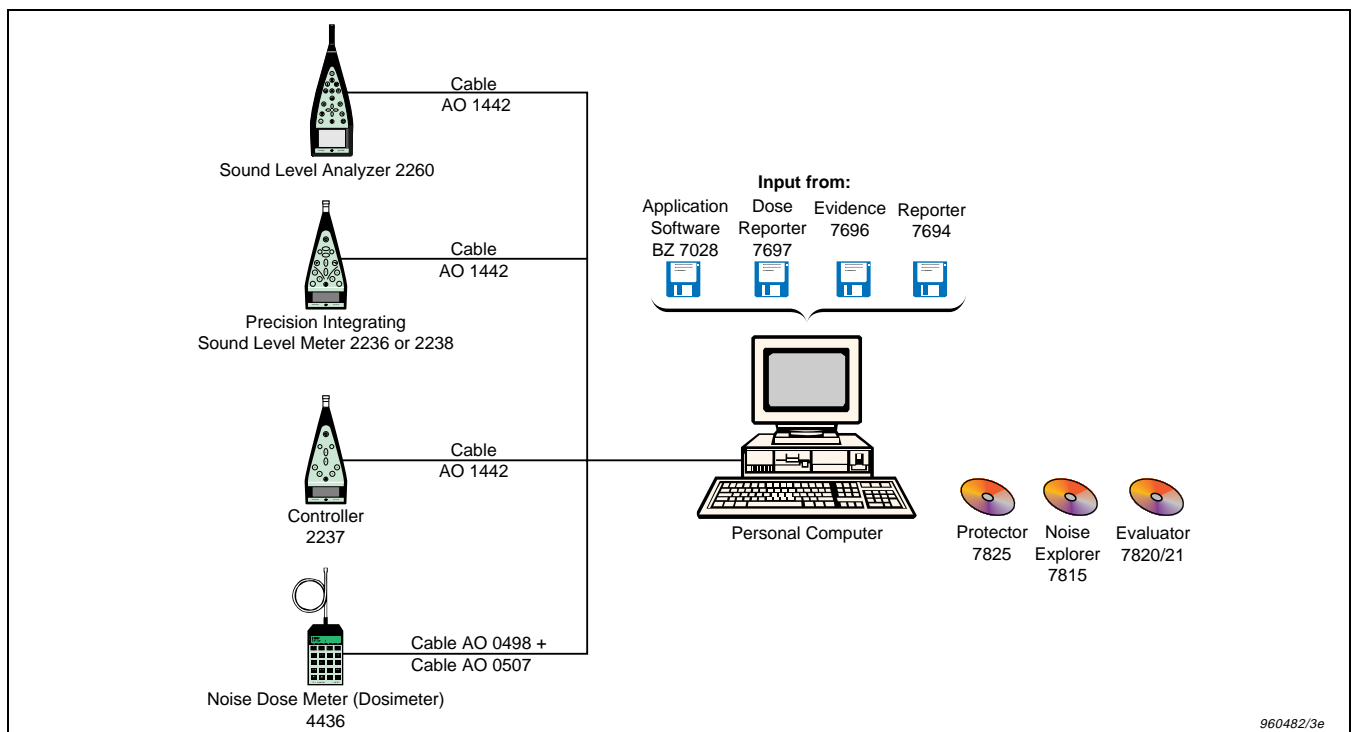 Cable
AO 1442
Sound Level Analyzer 2260
Cable
AO 1442
Precision Integrating
Sound Level Meter 2236 or 2238
Cable
AO 1442
Controller
2237
Cable AO 0498 +
Cable AO 0507
Noise Dose Meter (Dosimeter)
4436
Input from:
Application
Software
BZ 7028
Dose
Reporter
7697
Evidence
7696
Reporter
7694
Personal Computer
Protector
7825
Noise
Explorer
7815
Evaluator
7820/21
960482/3e